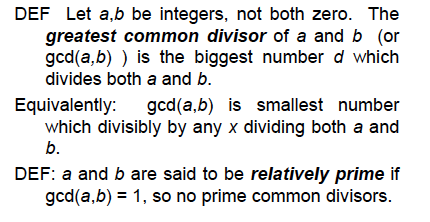 DEF Let a,b be integers, not both zero. The
greatest common divisor of a and b (or
gcd(a,b) ) is the biggest number d which
divides both a and b.
Equivalently: gcd(a,b) is smallest number
which divisibly by any x dividing both a and
b.
DEF: a and b are said to be relatively prime if
gcd(a,b) = 1, so no prime common divisors.